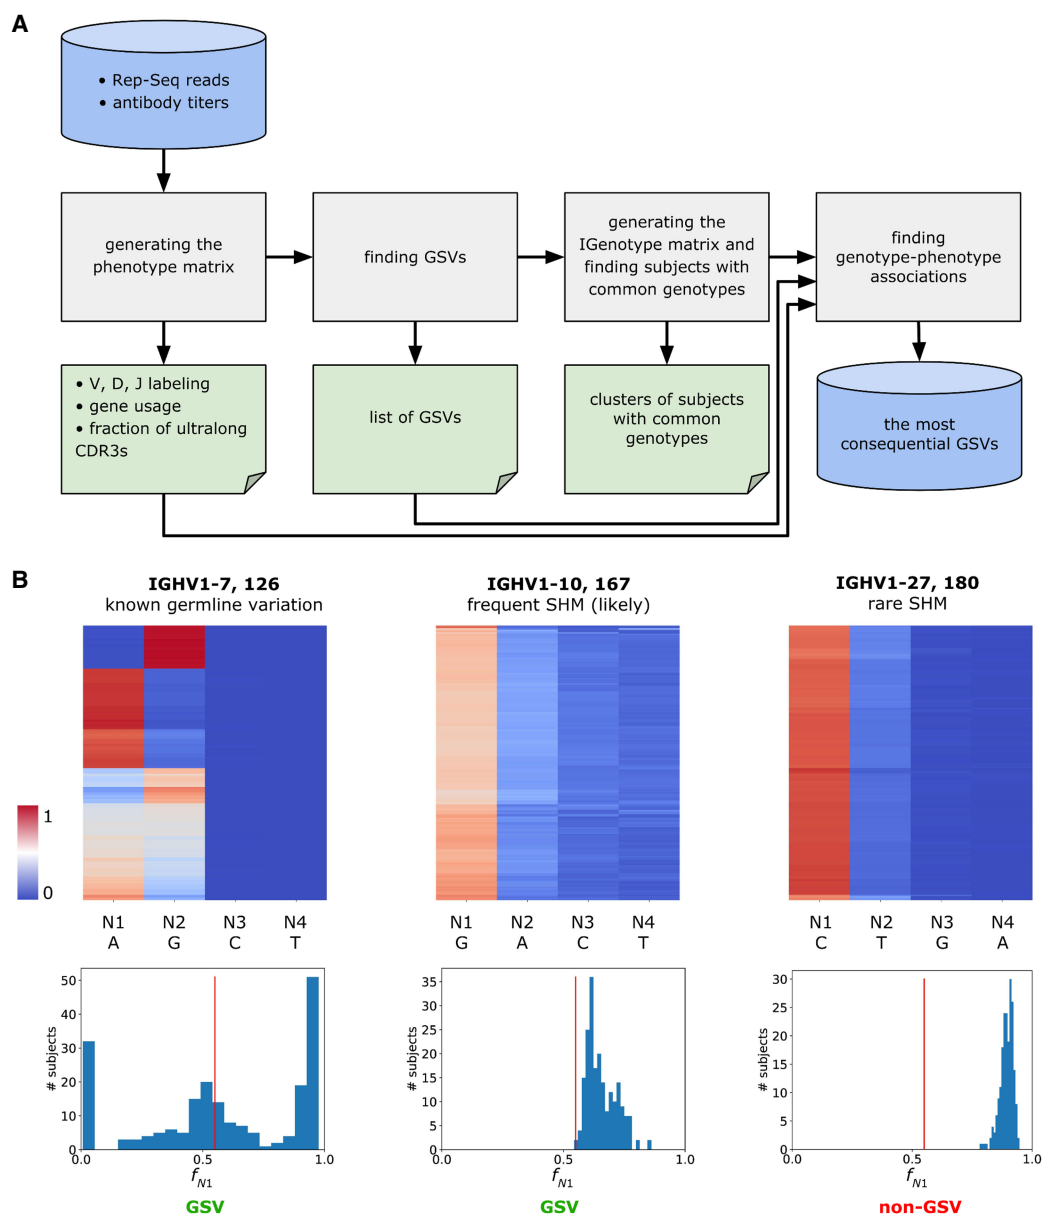 A
• Rep-Seq reads
• antibody titers
generating the
phenotype matrix
finding GSVs
generating the
IGenotype matrix and
finding subjects with
common genotypes
finding
genotype-phenotype
associations
• V, D, J labeling
• gene usage
• fraction of ultralong
CDR3s
list of GSVs
clusters of subjects
with common
genotypes
the most
consequential GSVs
B
IGHV1-7, 126
known germline variation
IGHV1-10, 167
frequent SHM (likely)
IGHV1-27, 180
rare SHM
1
0
N1 N2 N3 N4
A G C T
N1 N2 N3 N4
G A C T
N1 N2 N3 N4
C T G A
# subjects
50
40
30
20
10
0
0.0 0.5 1.0
fN1
GSV
# subjects
35
30
25
20
15
10
5
0
0.0 0.5 1.0
fN1
GSV
# subjects
30
25
20
15
10
5
0
0.0 0.5 1.0
fN1
non-GSV